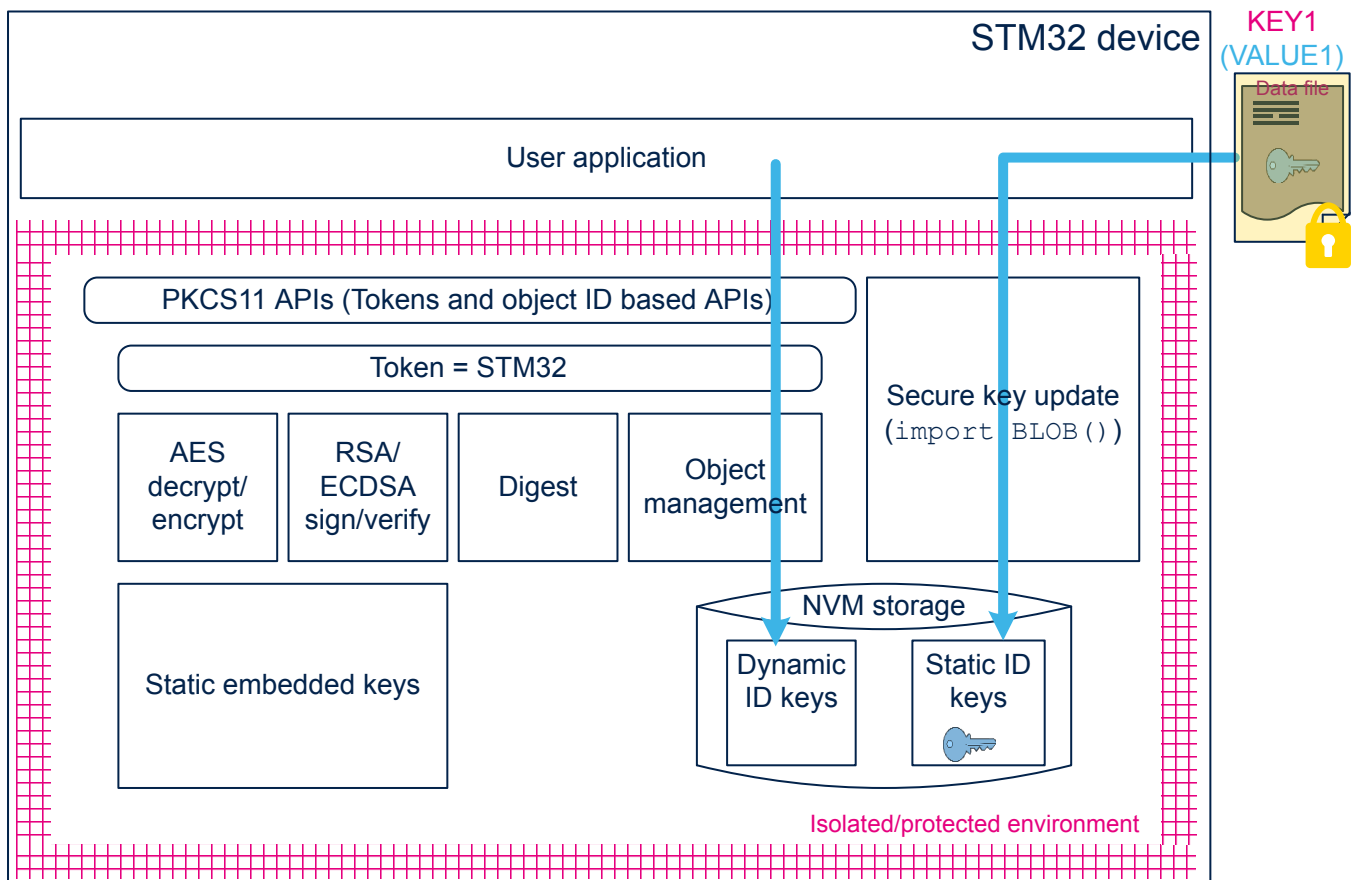 STM32 device
KEY1
(VALUE1)
Data file
User application
PKCS11 APIs (Tokens and object ID based APIs)
Token = STM32
Secure key update
(import BLOB())
AES
decrypt/
encrypt
RSA/
ECDSA
sign/verify
Digest
Object
management
NVM storage
Static embedded keys
Dynamic
ID keys
Static ID
keys
Isolated/protected environment